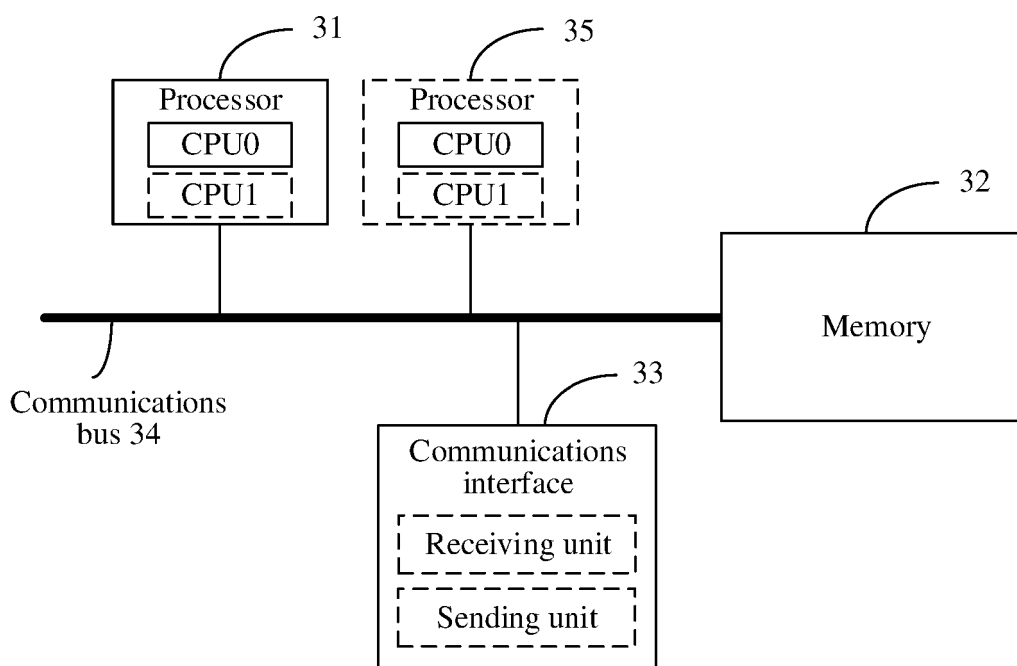 31
35
Processor
CPU0
CPU1
Processor
CPU0
CPU1
32
Memory
Communications
bus 34
33
Communications
interface
Receiving unit
Sending unit